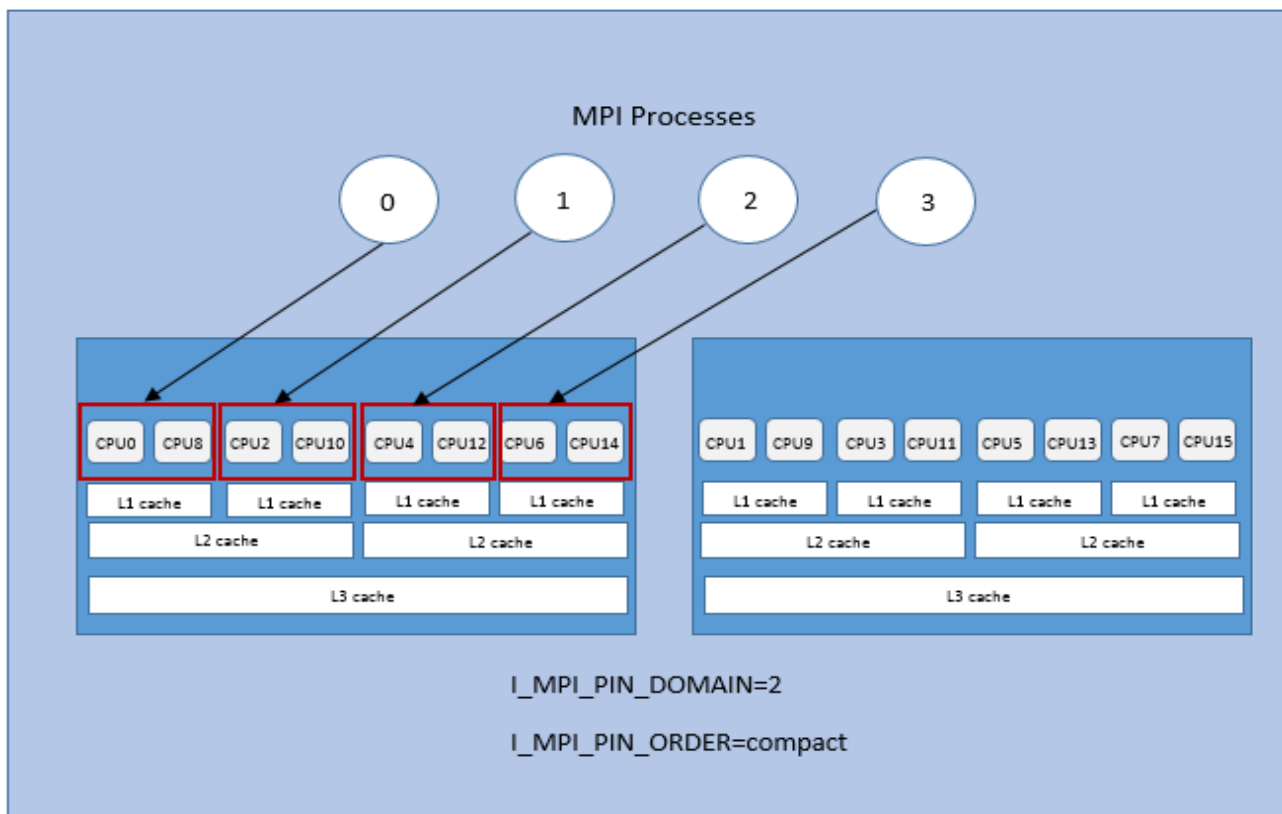 MPI Processes
0 1 2 3
CPU0 CPU8 CPU2 CPU10 CPU4 CPU12 CPU6 CPU14 CPU1 CPU9 CPU3 CPU11 CPU5 CPU13 CPU7 CPU15
L1 cache L1 cache L1 cache L1 cache L1 cache L1 cache L1 cache L1 cache
L2 cache L2 cache L2 cache L2 cache
L3 cache L3 cache
I_MPI_PIN_DOMAIN=2
I_MPI_PIN_ORDER=compact